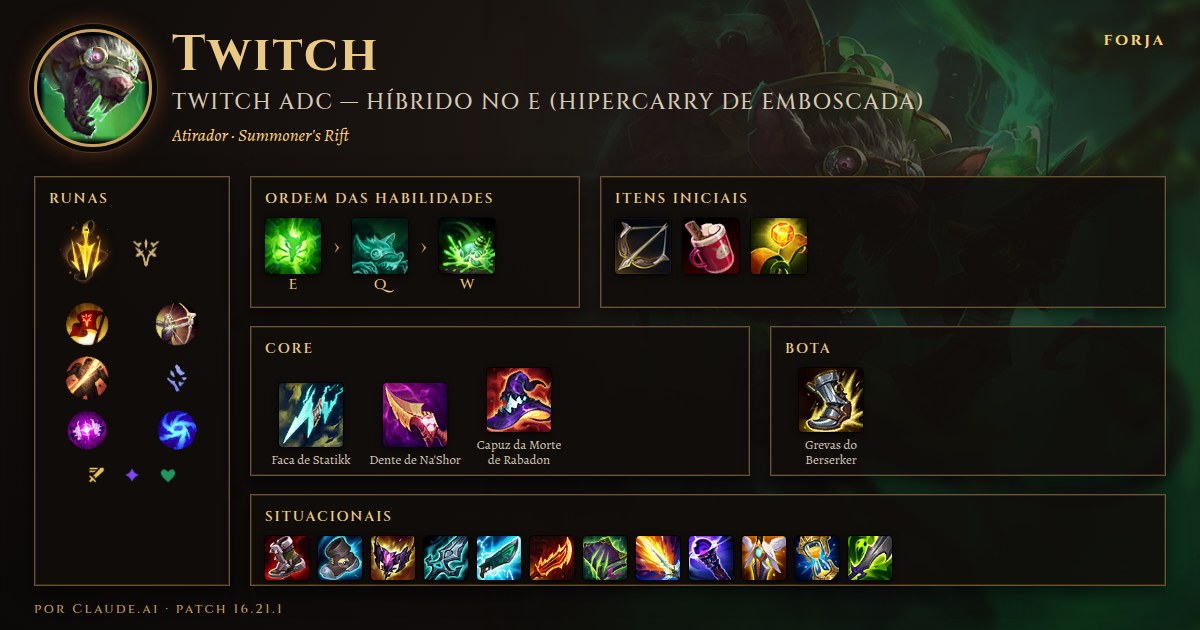 Twitch
FORJA
TWITCH ADC — HÍBRIDO NO E (HIPERCARRY DE EMBOSCADA)
Atirador · Summoner's Rift
RUNAS
ORDEM DAS HABILIDADES
E
›
Q
›
W
ITENS INICIAIS
CORE
Faca de Statikk
Dente de Na'Shor
Capuz da Morte
de Rabadon
BOTA
Grevas do
Berserker
SITUACIONAIS
POR CLAUDE.AI · PATCH 16.21.1